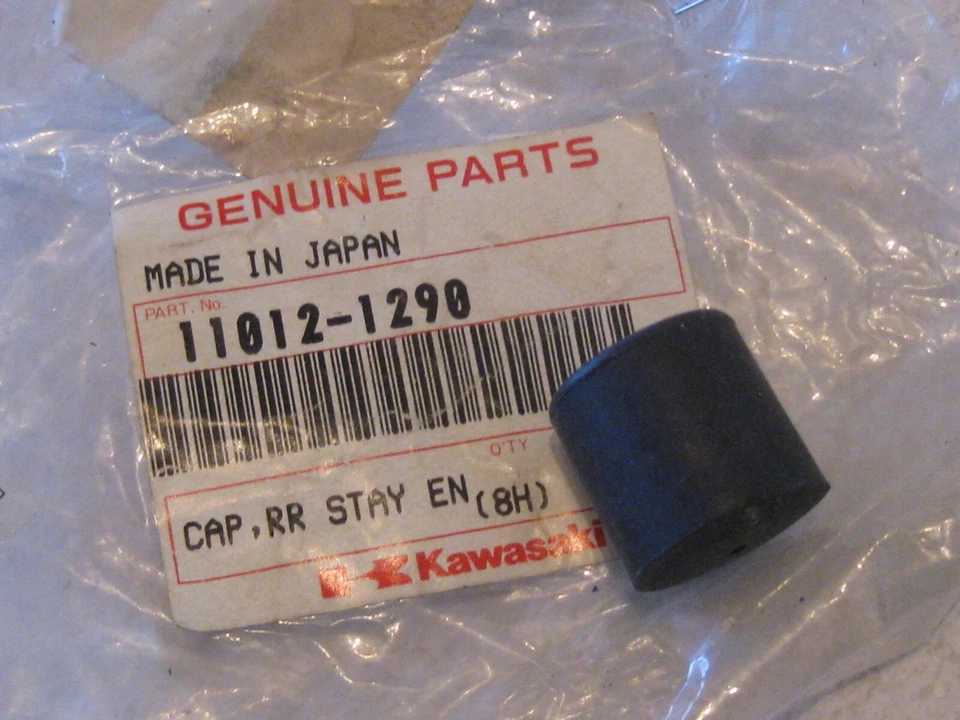 GENUINE PARTS
MADE IN JAPAN
PART. No.
11012-1290
Q'TY
CAP,RR STAY EN(8H)
Kawasaki